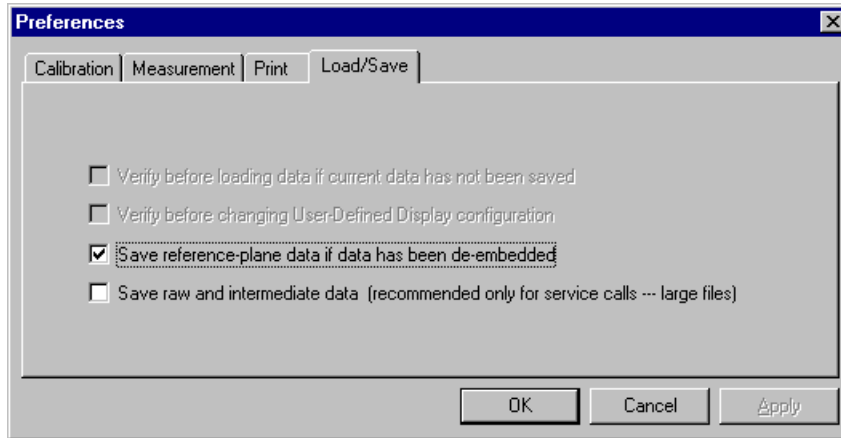 Preferences
Calibration Measurement Print Load/Save
Verify before loading data if current data has not been saved
Verify before changing User-Defined Display configuration
Save reference-plane data if data has been de-embedded
Save raw and intermediate data (recommended only for service calls --- large files)
OK Cancel Apply